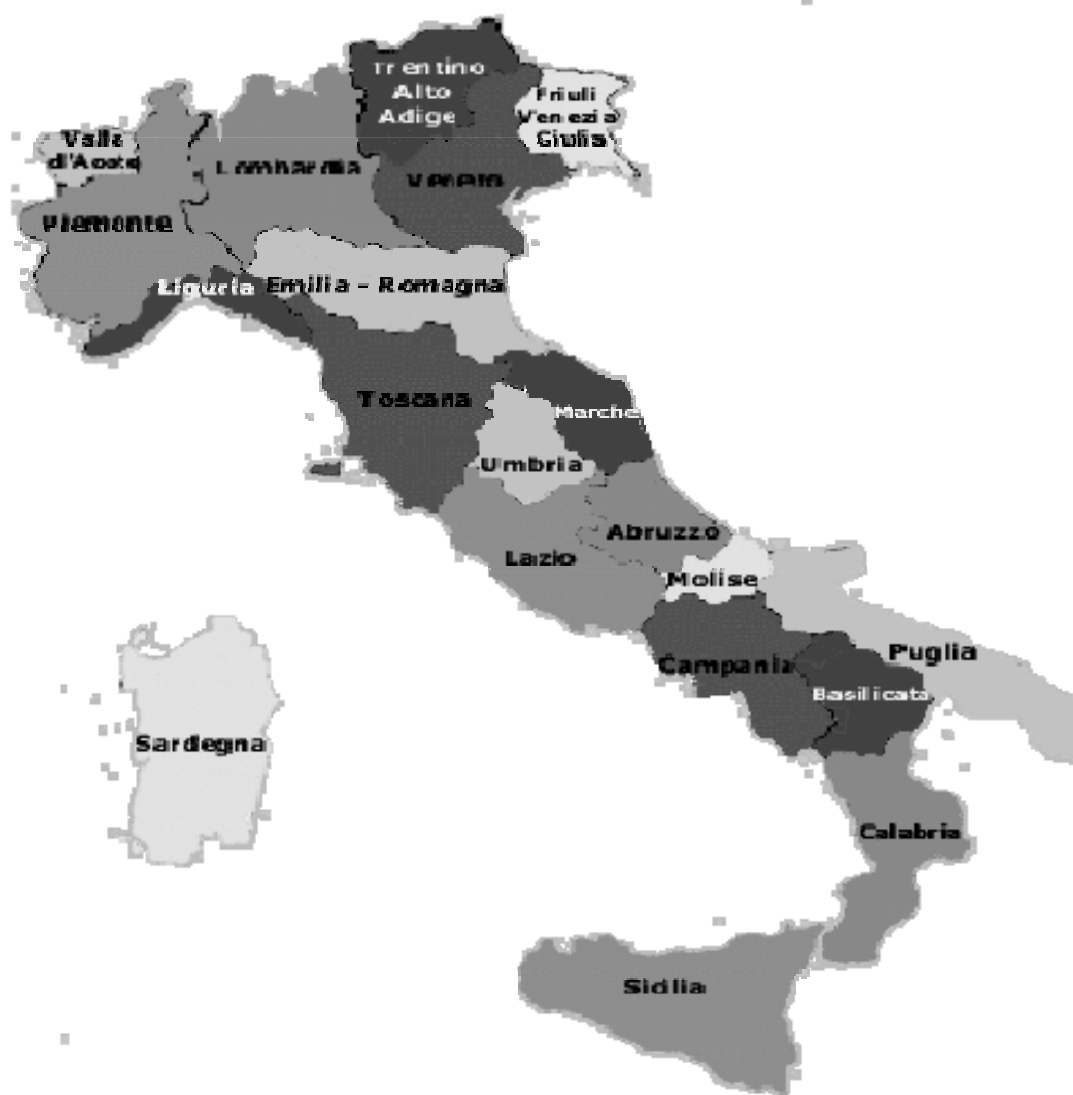 Trentino
Alto
Adige
Friuli
Venezia
Giulia
Valle
d'Aosta
Lombardia
Veneto
Piemonte
Liguria
Emilia - Romagna
Toscana
Marche
Umbria
Abruzzo
Lazio
Molise
Puglia
Campania
Basilicata
Sardegna
Calabria
Sicilia